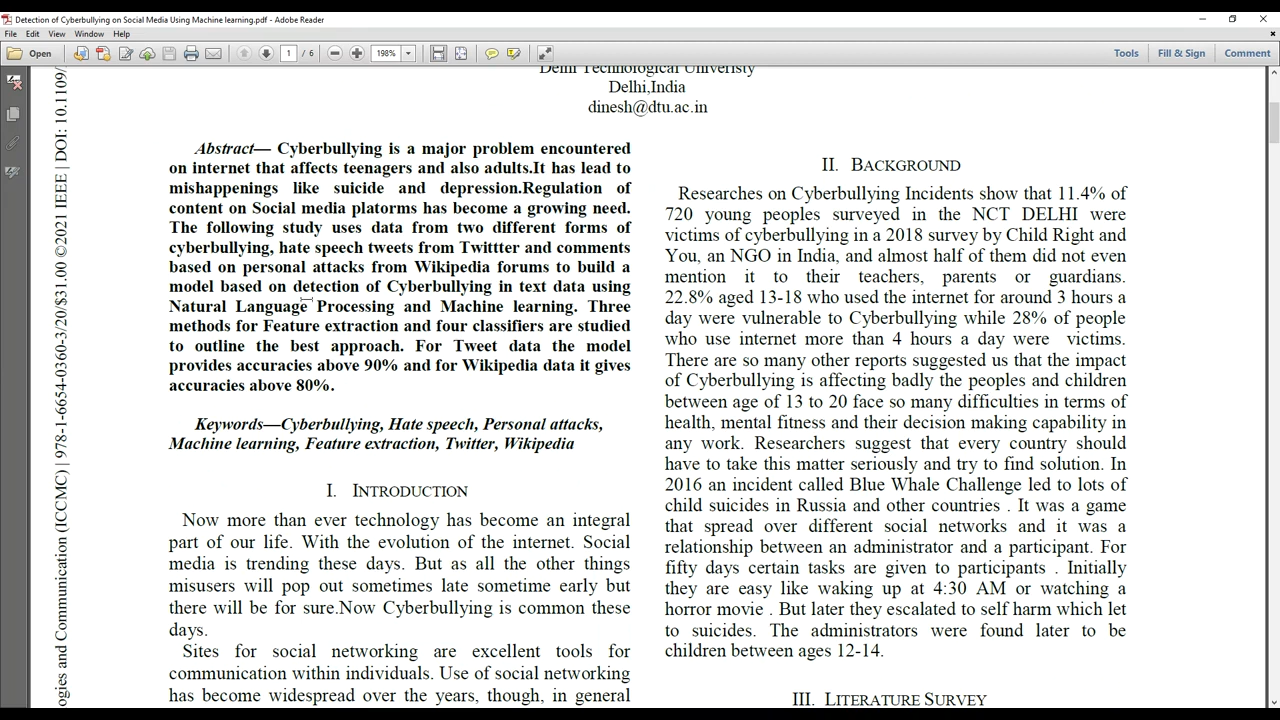 Detection of Cyberbullying on Social Media Using Machine learning.pdf - Adobe Reader
File Edit View Window Help
Open 1 / 6 198% Tools Fill & Sign Comment
ogies and Communication (ICCMC) | 978-1-6654-0360-3/20/$31.00 ©2021 IEEE | DOI: 10.1109/
Delhi Technological Univeristy
Delhi,India
dinesh@dtu.ac.in
Abstract— Cyberbullying is a major problem encountered
on internet that affects teenagers and also adults.It has lead to
mishappenings like suicide and depression.Regulation of
content on Social media platorms has become a growing need.
The following study uses data from two different forms of
cyberbullying, hate speech tweets from Twittter and comments
based on personal attacks from Wikipedia forums to build a
model based on detection of Cyberbullying in text data using
Natural Language Processing and Machine learning. Three
methods for Feature extraction and four classifiers are studied
to outline the best approach. For Tweet data the model
provides accuracies above 90% and for Wikipedia data it gives
accuracies above 80%.
Keywords—Cyberbullying, Hate speech, Personal attacks,
Machine learning, Feature extraction, Twitter, Wikipedia
I. INTRODUCTION
Now more than ever technology has become an integral
part of our life. With the evolution of the internet. Social
media is trending these days. But as all the other things
misusers will pop out sometimes late sometime early but
there will be for sure.Now Cyberbullying is common these
days.
Sites for social networking are excellent tools for
communication within individuals. Use of social networking
has become widespread over the years, though, in general
II. BACKGROUND
Researches on Cyberbullying Incidents show that 11.4% of
720 young peoples surveyed in the NCT DELHI were
victims of cyberbullying in a 2018 survey by Child Right and
You, an NGO in India, and almost half of them did not even
mention it to their teachers, parents or guardians.
22.8% aged 13-18 who used the internet for around 3 hours a
day were vulnerable to Cyberbullying while 28% of people
who use internet more than 4 hours a day were victims.
There are so many other reports suggested us that the impact
of Cyberbullying is affecting badly the peoples and children
between age of 13 to 20 face so many difficulties in terms of
health, mental fitness and their decision making capability in
any work. Researchers suggest that every country should
have to take this matter seriously and try to find solution. In
2016 an incident called Blue Whale Challenge led to lots of
child suicides in Russia and other countries . It was a game
that spread over different social networks and it was a
relationship between an administrator and a participant. For
fifty days certain tasks are given to participants . Initially
they are easy like waking up at 4:30 AM or watching a
horror movie . But later they escalated to self harm which let
to suicides. The administrators were found later to be
children between ages 12-14.
III. LITERATURE SURVEY